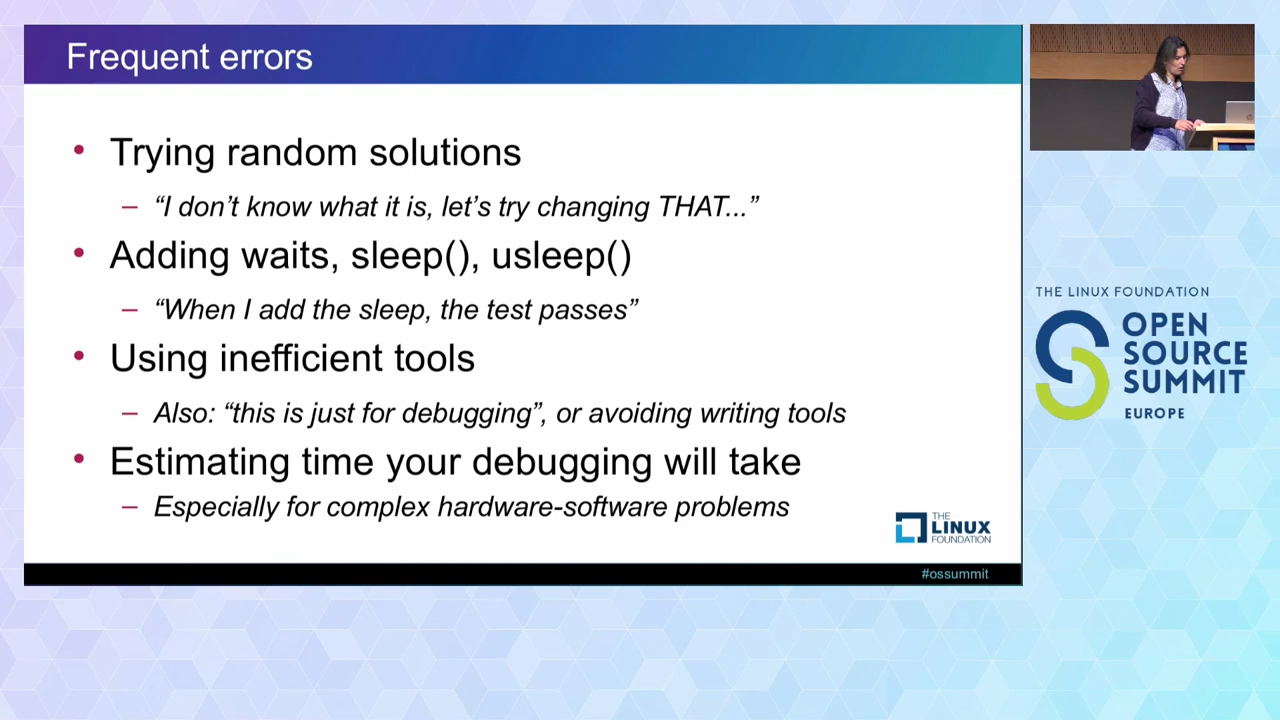 Frequent errors
• Trying random solutions
– “I don’t know what it is, let’s try changing THAT...”
• Adding waits, sleep(), usleep()
– “When I add the sleep, the test passes”
• Using inefficient tools
– Also: “this is just for debugging”, or avoiding writing tools
• Estimating time your debugging will take
– Especially for complex hardware-software problems
THE
LINUX
FOUNDATION
#ossummit
THE LINUX FOUNDATION
OPEN
SOURCE
SUMMIT
EUROPE